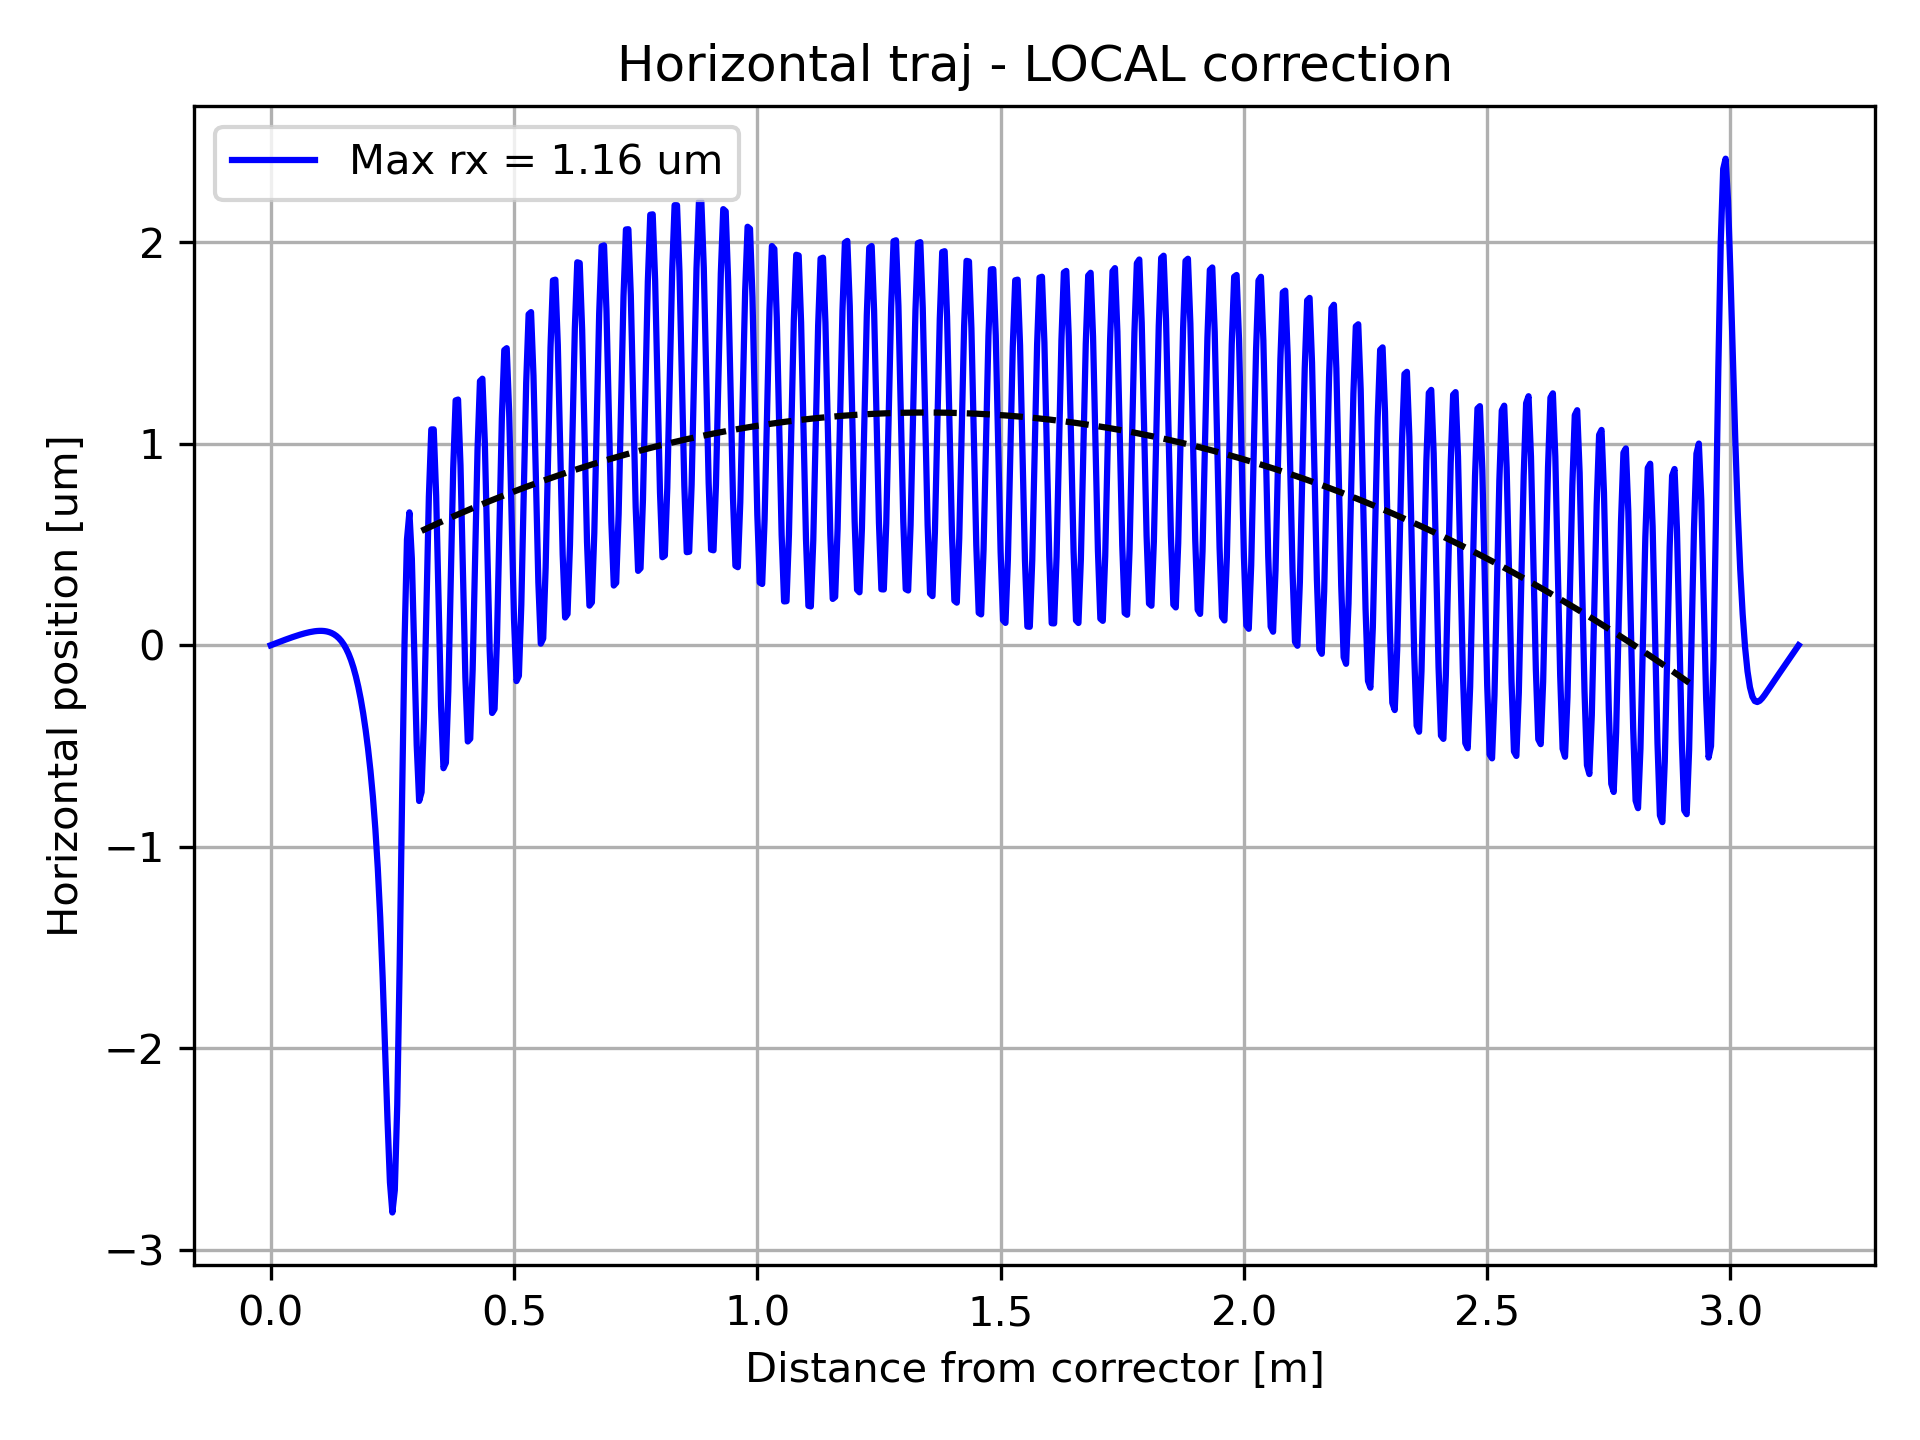 Horizontal traj - LOCAL correction
Max rx = 1.16 um
Horizontal position [um]
2
1
0
−1
−2
−3
0.0 0.5 1.0 1.5 2.0 2.5 3.0
Distance from corrector [m]